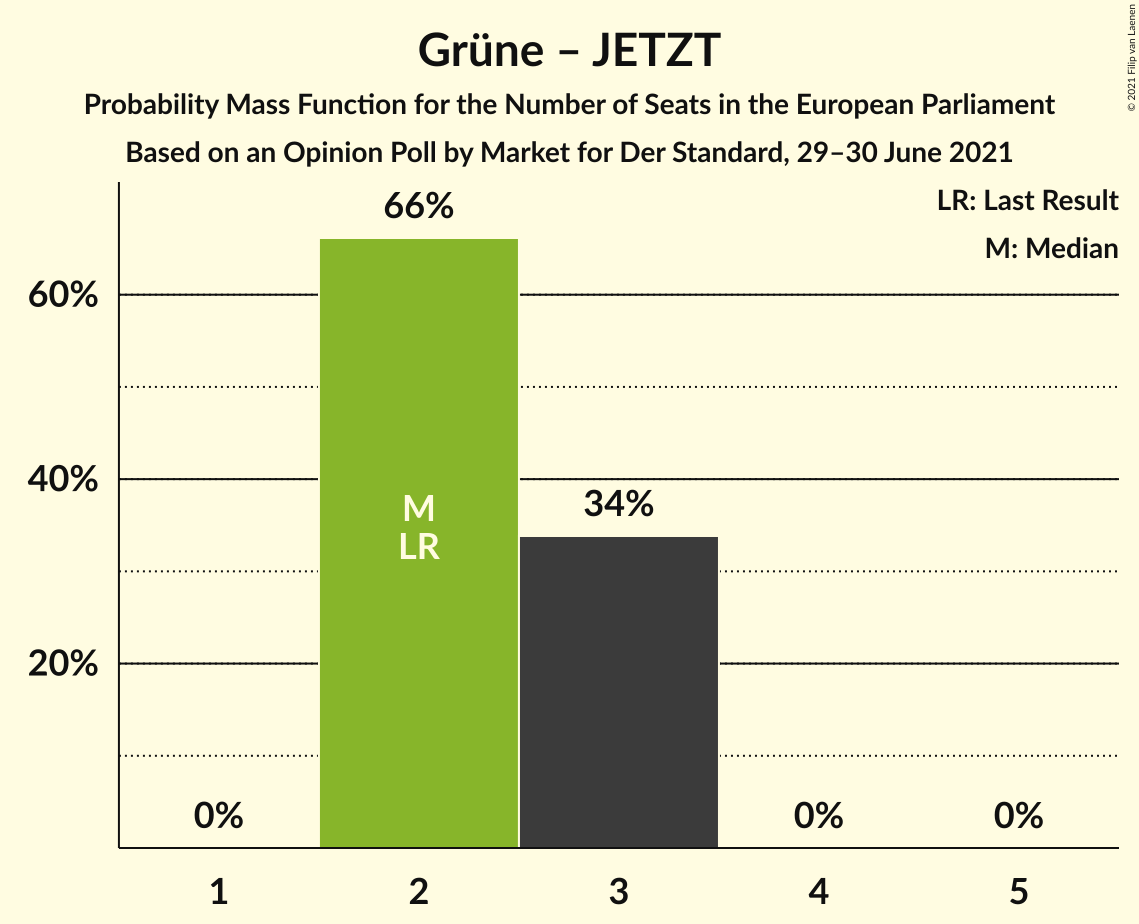 Grüne – JETZT
Probability Mass Function for the Number of Seats in the European Parliament
Based on an Opinion Poll by Market for Der Standard, 29–30 June 2021
© 2021 Filip van Laenen
LR: Last Result
M: Median
66%
60%
40%
34%
M
LR
20%
0%
0%
0%
1
2
3
4
5